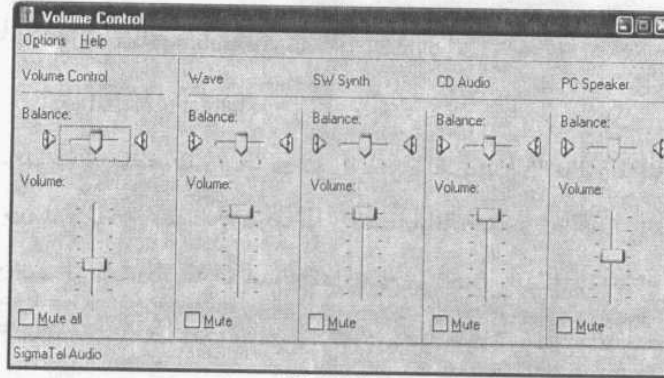 Volume Control
Options Help
Volume Control
Balance:
Volume:
Mute all
Wave
Balance:
Volume:
Mute
SW Synth
Balance:
Volume:
Mute
CD Audio
Balance:
Volume:
Mute
PC Speaker
Balance:
Volume:
Mute
SigmaTel Audio